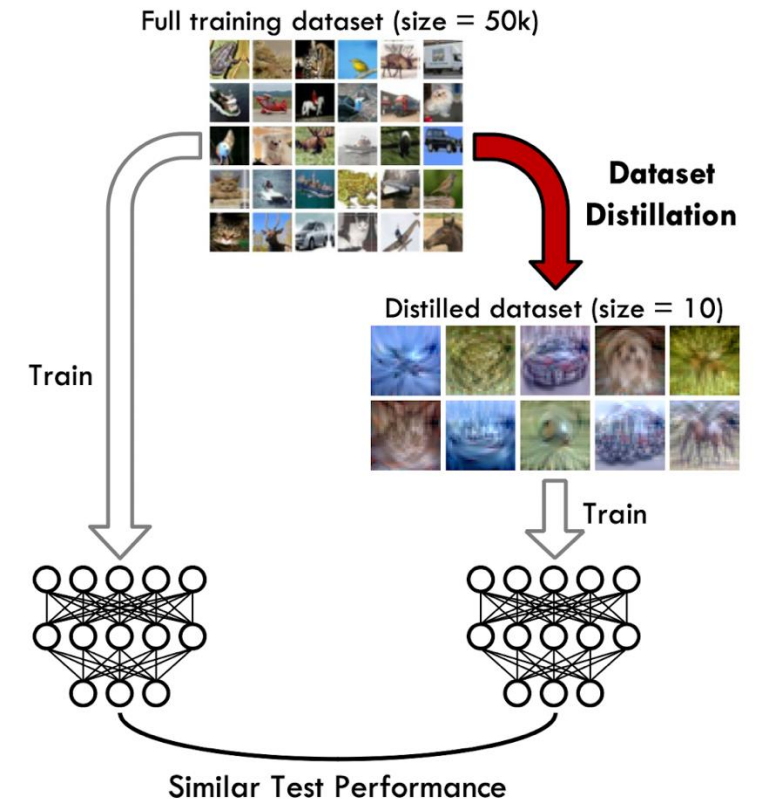 Full training dataset (size = 50k)
Dataset
Distillation
Distilled dataset (size = 10)
Train
Train
Similar Test Performance